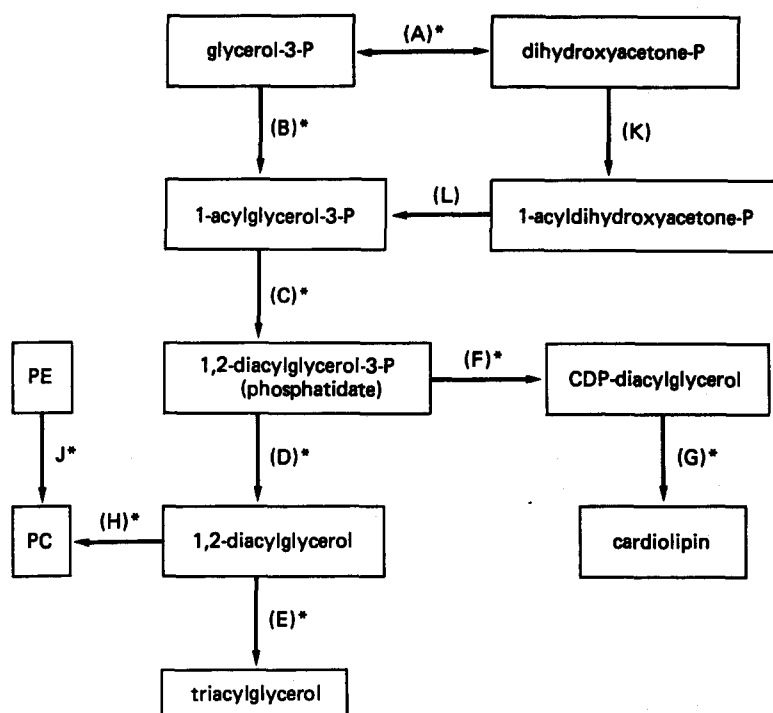 glycerol-3-P
(A)*
dihydroxyacetone-P
(B)*
(K)
1-acylglycerol-3-P
(L)
1-acyldihydroxyacetone-P
(C)*
PE
1,2-diacylglycerol-3-P
(phosphatidate)
(F)*
CDP-diacylglycerol
J*
(D)*
(G)*
PC
(H)*
1,2-diacylglycerol
cardiolipin
(E)*
triacylglycerol